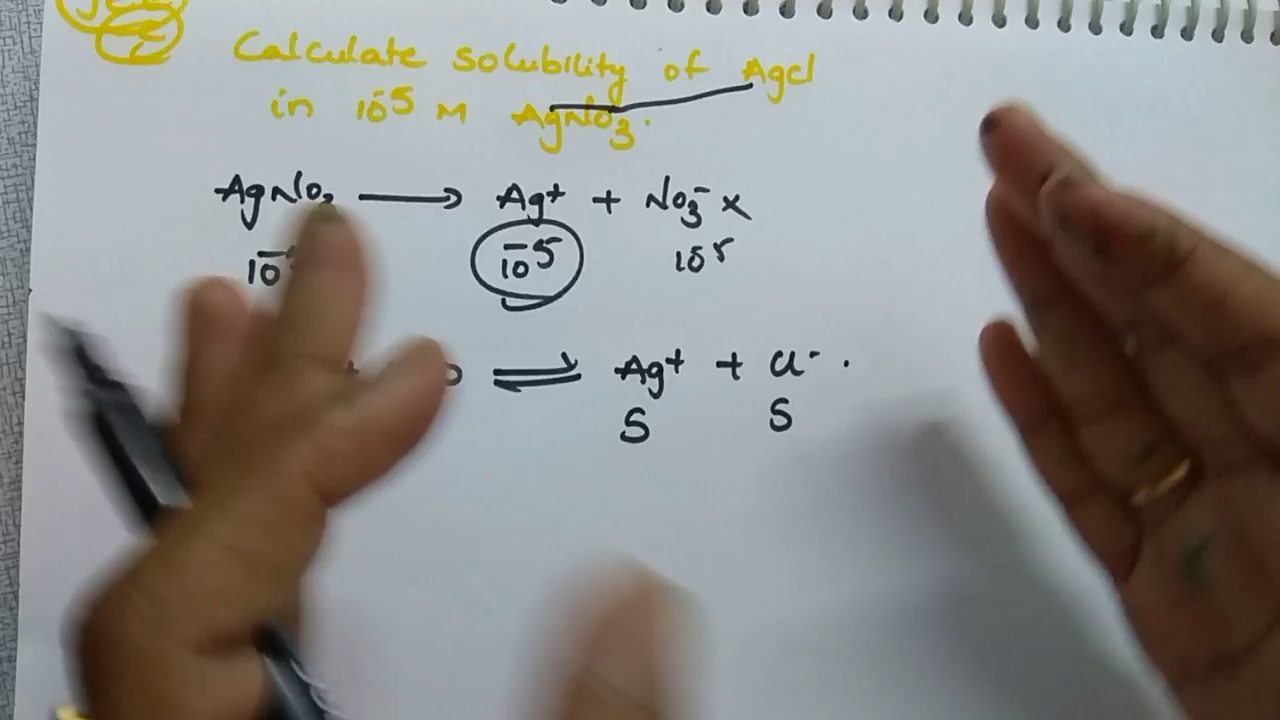 Calculate solubility of Agcl
in 10⁻⁵ M AgNO₃.
AgNO₃ ⟶ Ag⁺ + NO₃⁻ x
10⁻⁵ 10⁻⁵
⇌ Ag⁺ + Cl⁻ .
S S